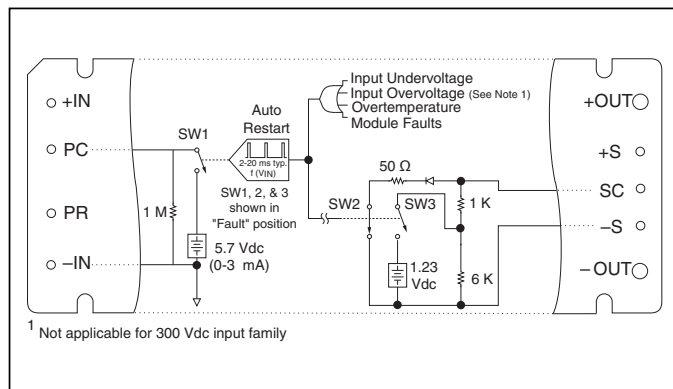 Input Undervoltage
Input Overvoltage (See Note 1)
Overtemperature
Module Faults
+IN
PC
PR
–IN
SW1
Auto
Restart
2-20 ms typ.
f (VIN)
SW1, 2, & 3
shown in
"Fault" position
1 M
5.7 Vdc
(0-3 mA)
50 Ω
SW2
SW3
1 K
1.23
Vdc
6 K
+OUT
+S
SC
–S
–OUT
1 Not applicable for 300 Vdc input family